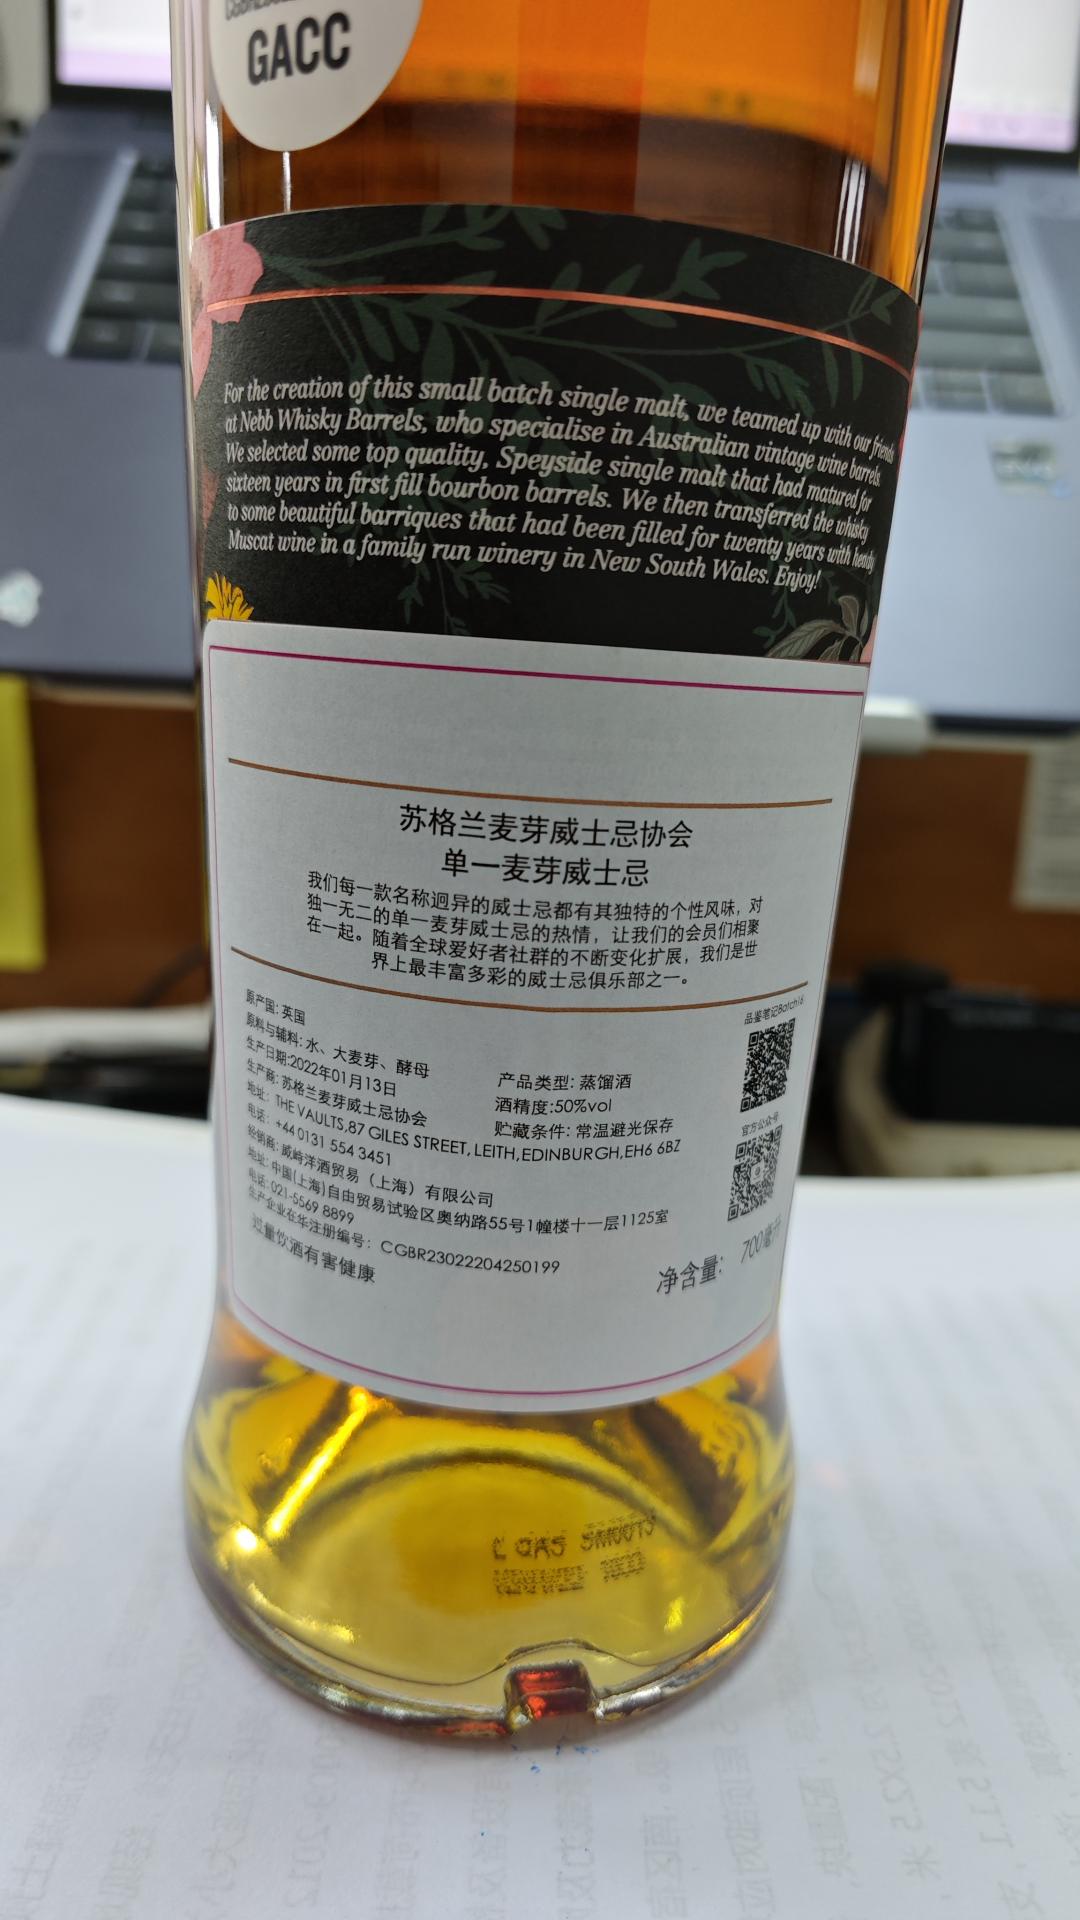 GACC
For the creation of this small batch single malt, we teamed up with our friends
at Nebb Whisky Barrels, who specialise in Australian vintage wine barrels.
We selected some top quality, Speyside single malt that had matured for
sixteen years in first fill bourbon barrels. We then transferred the whisky
to some beautiful barriques that had been filled for twenty years with heady
Muscat wine in a family run winery in New South Wales. Enjoy!
苏格兰麦芽威士忌协会
单一麦芽威士忌
我们每一款名称迥异的威士忌都有其独特的个性风味，对
独一无二的单一麦芽威士忌的热情，让我们的会员们相聚
在一起。随着全球爱好者社群的不断变化扩展，我们是世
界上最丰富多彩的威士忌俱乐部之一。
原产国: 英国
原料与辅料: 水、大麦芽、酵母
生产日期:2022年01月13日
生产商: 苏格兰麦芽威士忌协会
地址: THE VAULTS,87 GILES STREET, LEITH,EDINBURGH,EH6 6BZ
电话: +44 0131 554 3451
经销商: 威崎洋酒贸易（上海）有限公司
地址: 中国(上海)自由贸易试验区奥纳路55号1幢楼十一层1125室
电话:021-5569 8899
生产企业在华注册编号: CGBR23022204250199
过量饮酒有害健康
产品类型: 蒸馏酒
酒精度:50%vol
贮藏条件: 常温避光保存
品鉴笔记Batch16
官方公众号
净含量: 700毫升